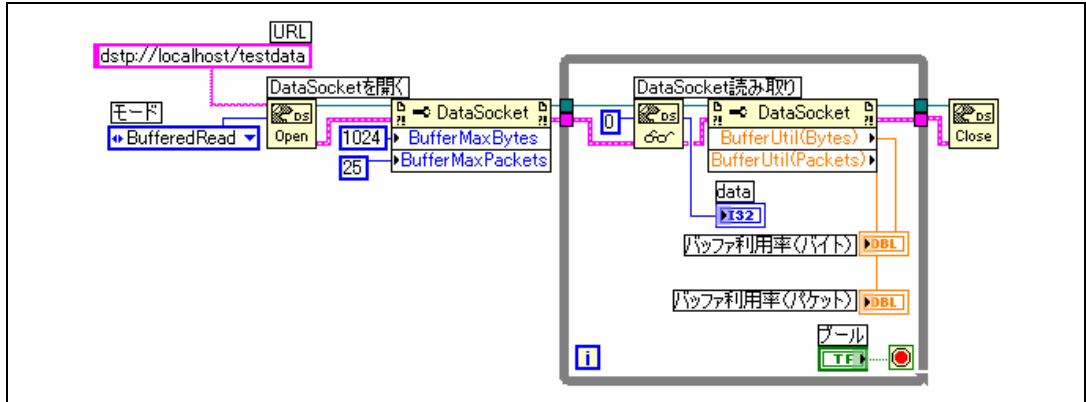 URL
dstp://localhost/testdata
DataSocketを開く
モード
BufferedRead
DS
Open
DataSocket
1024
BufferMaxBytes
25
BufferMaxPackets
DataSocket読み取り
0
DS
DataSocket
BufferUtil(Bytes)
BufferUtil(Packets)
data
I32
バッファ利用率(バイト)
DBL
バッファ利用率(パケット)
DBL
ブール
TF
i
DS
Close